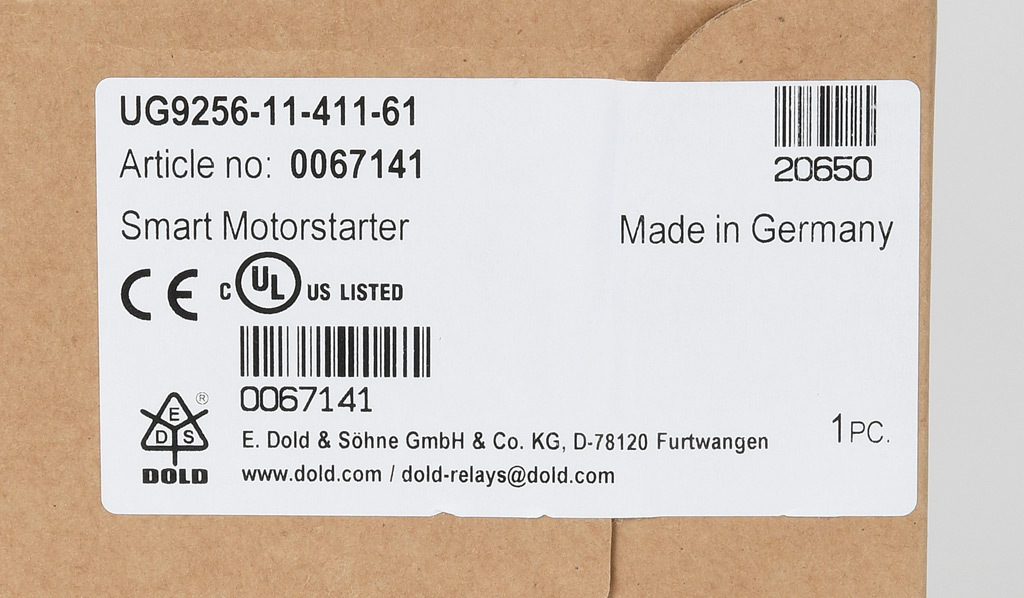 UG9256-11-411-61
20650
Article no: 0067141
Smart Motorstarter
Made in Germany
CE C UL US LISTED
0067141
E D S ®
DOLD
E. Dold & Söhne GmbH & Co. KG, D-78120 Furtwangen
www.dold.com / dold-relays@dold.com
1PC.